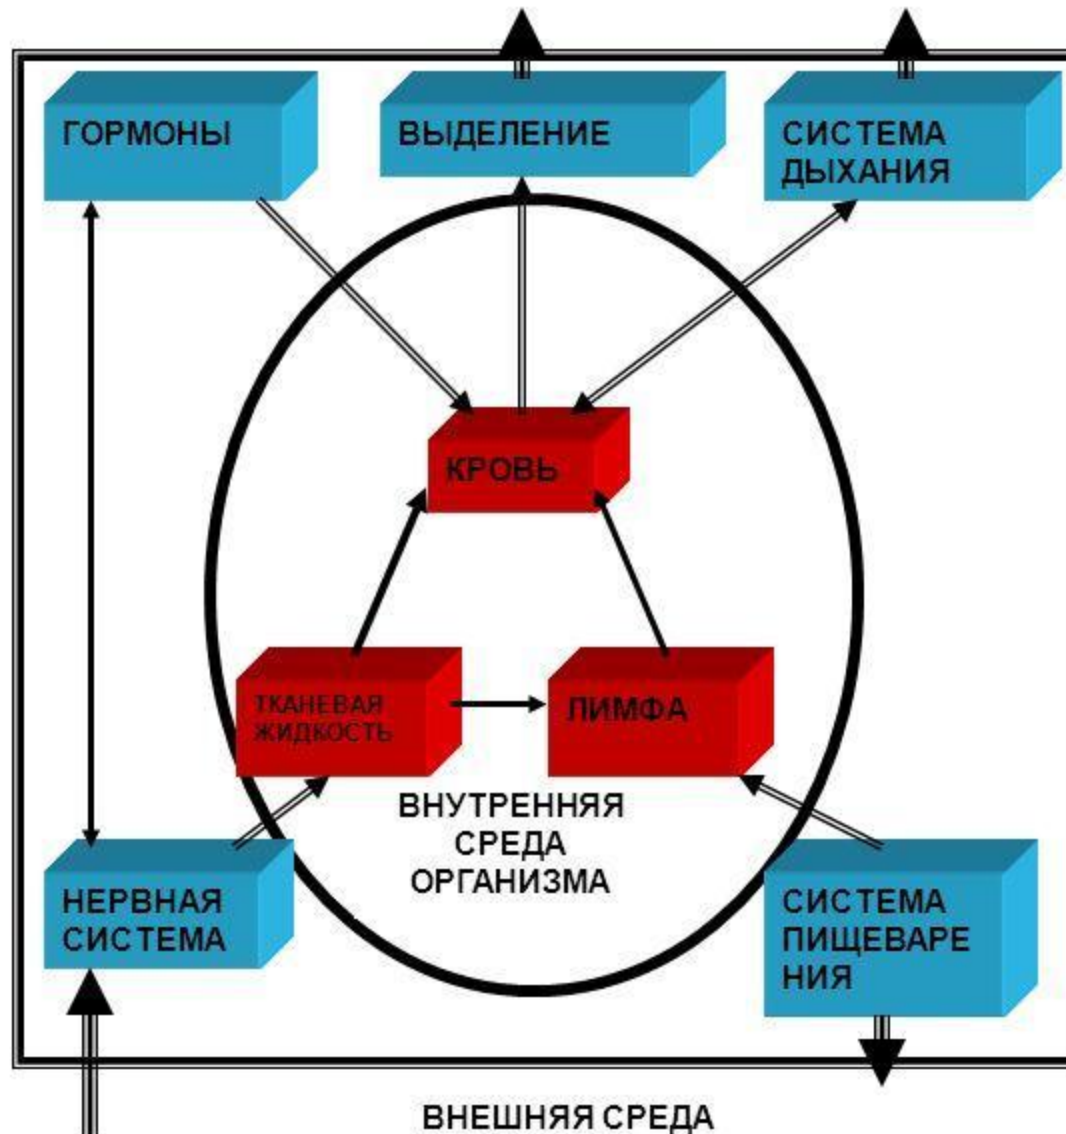 ГОРМОНЫ
ВЫДЕЛЕНИЕ
СИСТЕМА
ДЫХАНИЯ
КРОВЬ
ТКАНЕВАЯ
ЖИДКОСТЬ
ЛИМФА
ВНУТРЕННЯЯ
СРЕДА
ОРГАНИЗМА
НЕРВНАЯ
СИСТЕМА
СИСТЕМА
ПИЩЕВАРЕ
НИЯ
ВНЕШНЯЯ СРЕДА